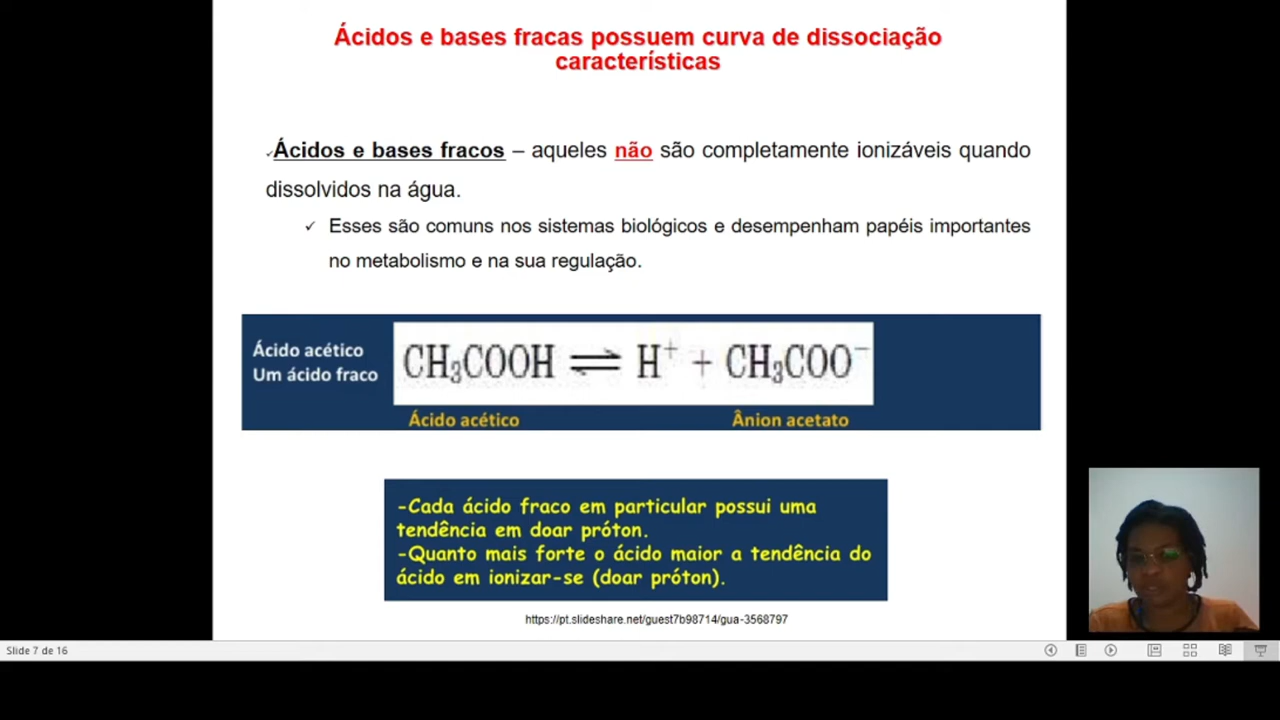 Ácidos e bases fracas possuem curva de dissociação
características
✓Ácidos e bases fracos – aqueles não são completamente ionizáveis quando
dissolvidos na água.
✓ Esses são comuns nos sistemas biológicos e desempenham papéis importantes
no metabolismo e na sua regulação.
Ácido acético
Um ácido fraco
CH₃COOH ⇌ H⁺ + CH₃COO⁻
Ácido acético
Ânion acetato
-Cada ácido fraco em particular possui uma
tendência em doar próton.
-Quanto mais forte o ácido maior a tendência do
ácido em ionizar-se (doar próton).
https://pt.slideshare.net/guest7b98714/gua-3568797
Slide 7 de 16